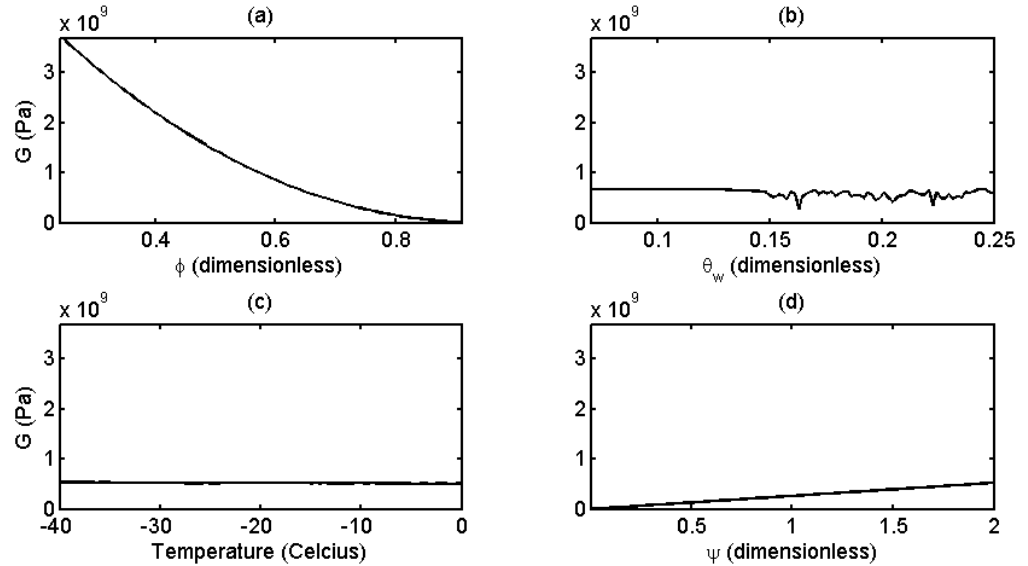 (a)
x 10^9
3
2
1
0
G (Pa)
0.4 0.6 0.8
ϕ (dimensionless)
(b)
x 10^9
3
2
1
0
0.1 0.15 0.2 0.25
θ_w (dimensionless)
(c)
x 10^9
3
2
1
0
G (Pa)
-40 -30 -20 -10 0
Temperature (Celcius)
(d)
x 10^9
3
2
1
0
0.5 1 1.5 2
ψ (dimensionless)